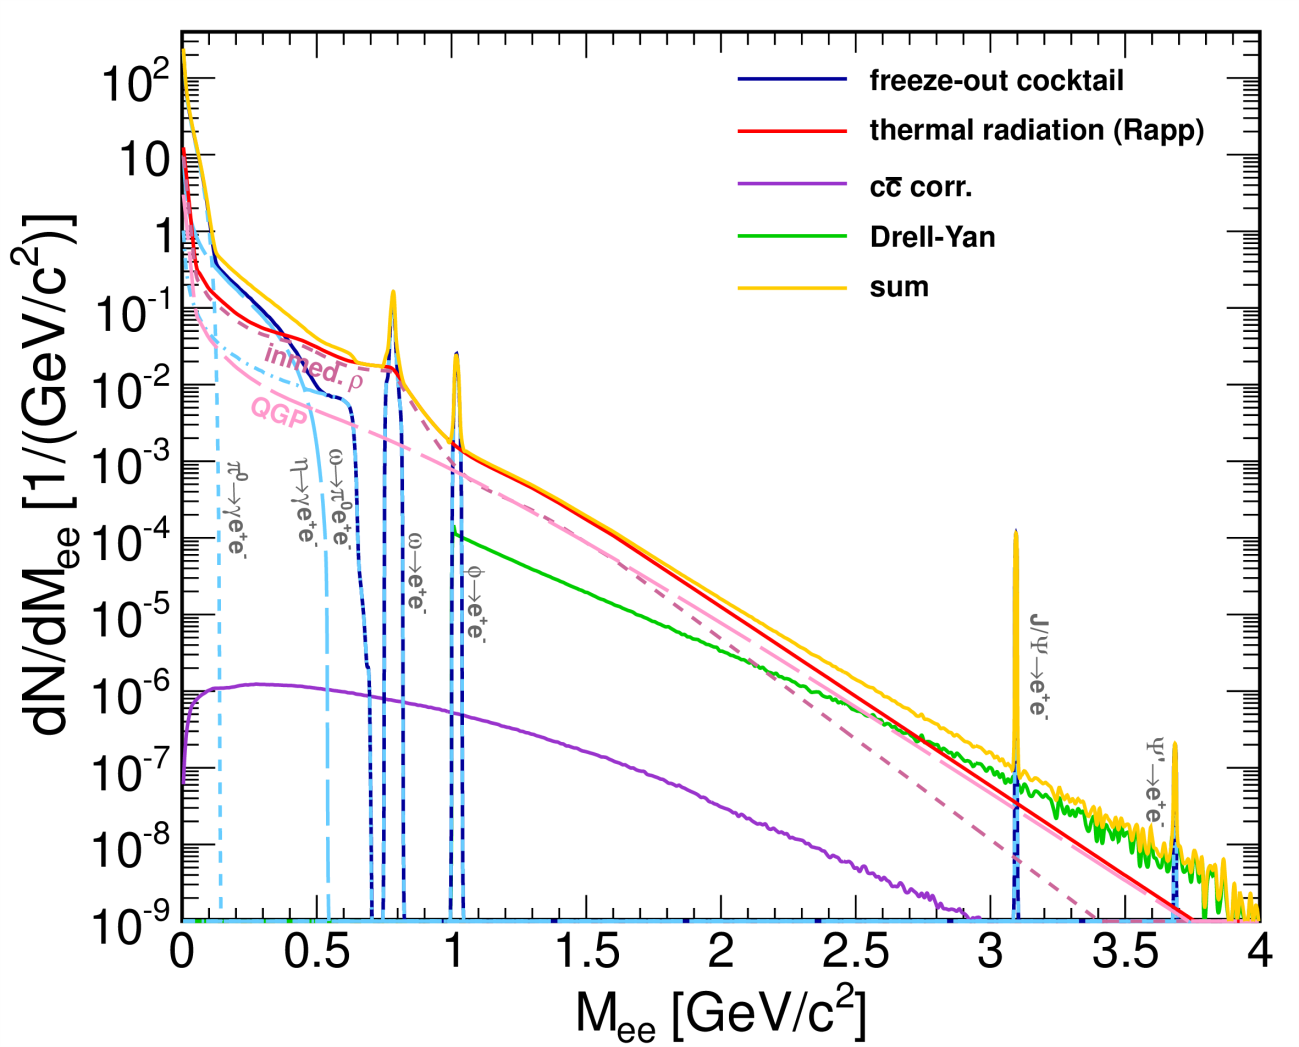 dN/dM_ee [1/(GeV/c²)]
10²
10
1
10⁻¹
10⁻²
10⁻³
10⁻⁴
10⁻⁵
10⁻⁶
10⁻⁷
10⁻⁸
10⁻⁹
freeze-out cocktail
thermal radiation (Rapp)
cc̅ corr.
Drell-Yan
sum
inmed. ρ
QGP
π⁰→γe⁺e⁻
η→γe⁺e⁻
ω→π⁰e⁺e⁻
ω→e⁺e⁻
ϕ→e⁺e⁻
J/Ψ→e⁺e⁻
Ψ'→e⁺e⁻
0 0.5 1 1.5 2 2.5 3 3.5 4
M_ee [GeV/c²]